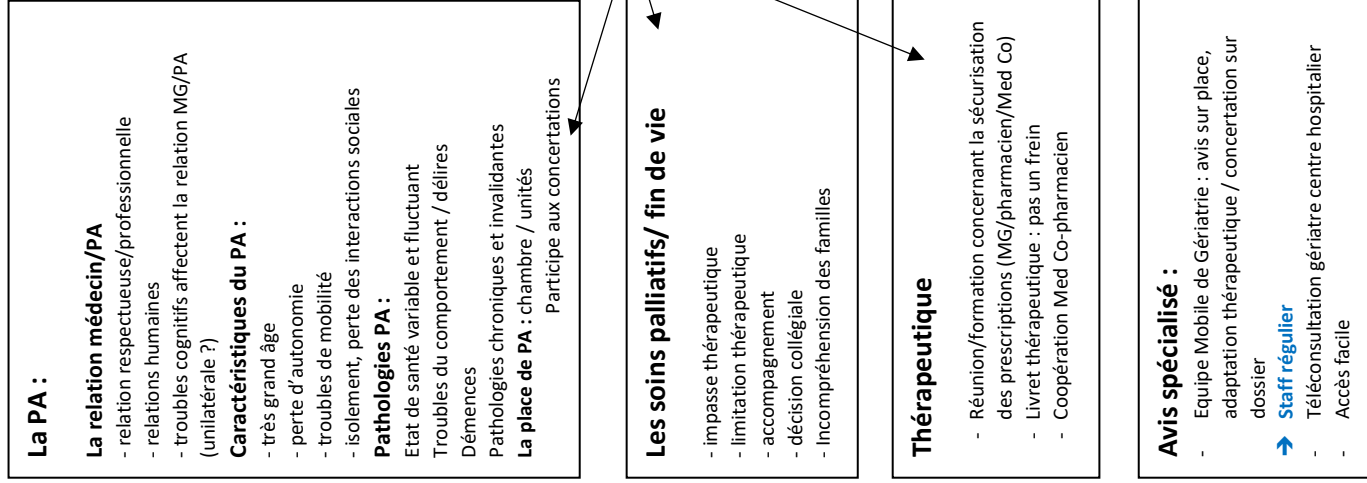 La PA :
La relation médecin/PA
- relation respectueuse/professionnelle
- relations humaines
- troubles cognitifs affectent la relation MG/PA
(unilatérale ?)
Caractéristiques du PA :
- très grand âge
- perte d'autonomie
- troubles de mobilité
- isolement, perte des interactions sociales
Pathologies PA :
Etat de santé variable et fluctuant
Troubles du comportement / délires
Démences
Pathologies chroniques et invalidantes
La place de PA : chambre / unités
Participe aux concertations
Les soins palliatifs/ fin de vie
- impasse thérapeutique
- limitation thérapeutique
- accompagnement
- décision collégiale
- Incompréhension des familles
Thérapeutique
- Réunion/formation concernant la sécurisation
des prescriptions (MG/pharmacien/Med Co)
- Livret thérapeutique : pas un frein
- Coopération Med Co-pharmacien
Avis spécialisé :
- Equipe Mobile de Gériatrie : avis sur place,
adaptation thérapeutique / concertation sur
dossier
➔ Staff régulier
- Téléconsultation gériatre centre hospitalier
- Accès facile